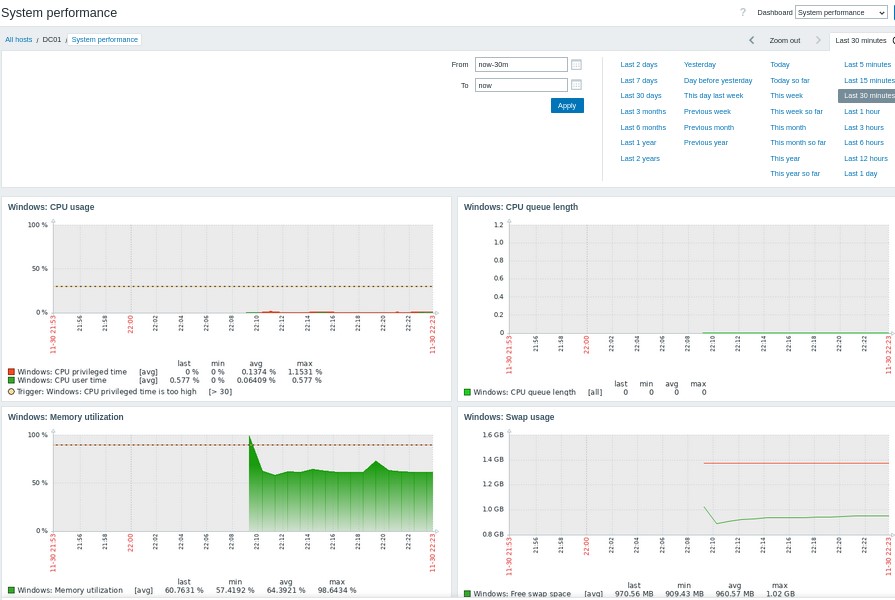 System performance
? Dashboard System performance
All hosts / DC01 / System performance
Zoom out Last 30 minutes
From now-30m
To now
Apply
Last 2 days Yesterday Today Last 5 minutes
Last 7 days Day before yesterday Today so far Last 15 minutes
Last 30 days This day last week This week Last 30 minutes
Last 3 months Previous week This week so far Last 1 hour
Last 6 months Previous month This month Last 3 hours
Last 1 year Previous year This month so far Last 6 hours
Last 2 years This year Last 12 hours
This year so far Last 1 day
Windows: CPU usage
100 %
50 %
0 %
11-30 21:53 21:56 21:58 22:00 22:02 22:04 22:06 22:08 22:10 22:12 22:14 22:16 22:18 22:20 22:22 11-30 22:23
last min avg max
Windows: CPU privileged time [avg] 0 % 0 % 0.1374 % 1.1531 %
Windows: CPU user time [avg] 0.577 % 0 % 0.06409 % 0.577 %
Trigger: Windows: CPU privileged time is too high [> 30]
Windows: CPU queue length
1.2
1.0
0.8
0.6
0.4
0.2
0
11-30 21:53 21:56 21:58 22:00 22:02 22:04 22:06 22:08 22:10 22:12 22:14 22:16 22:18 22:20 22:22 11-30 22:23
last min avg max
Windows: CPU queue length [all] 0 0 0 0
Windows: Memory utilization
100 %
50 %
0 %
11-30 21:53 21:56 21:58 22:00 22:02 22:04 22:06 22:08 22:10 22:12 22:14 22:16 22:18 22:20 22:22 11-30 22:23
last min avg max
Windows: Memory utilization [avg] 60.7631 % 57.4192 % 64.3921 % 98.6434 %
Windows: Swap usage
1.6 GB
1.4 GB
1.2 GB
1.0 GB
0.8 GB
11-30 21:53 21:56 21:58 22:00 22:02 22:04 22:06 22:08 22:10 22:12 22:14 22:16 22:18 22:20 22:22 11-30 22:23
last min avg max
Windows: Free swap space [avg] 970.56 MB 909.43 MB 960.57 MB 1.02 GB